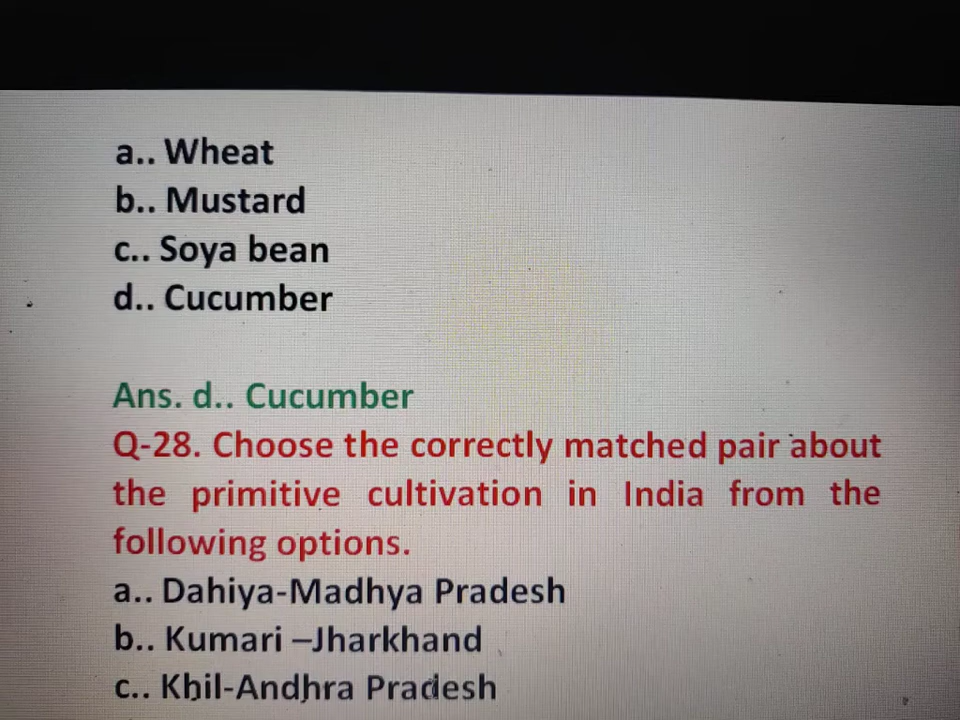 a.. Wheat
b.. Mustard
c.. Soya bean
d.. Cucumber
Ans. d.. Cucumber
Q-28. Choose the correctly matched pair about
the primitive cultivation in India from the
following options.
a.. Dahiya-Madhya Pradesh
b.. Kumari –Jharkhand
c.. Khil-Andhra Pradesh